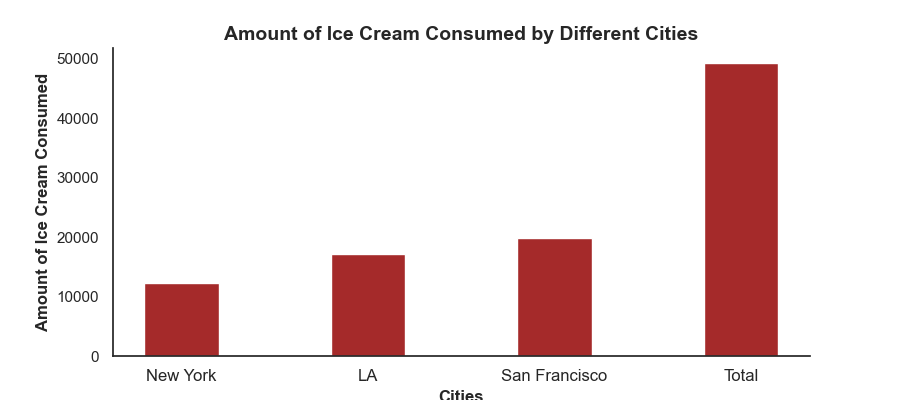 Amount of Ice Cream Consumed by Different Cities
Amount of Ice Cream Consumed
50000
40000
30000
20000
10000
0
New York
LA
San Francisco
Total
Cities